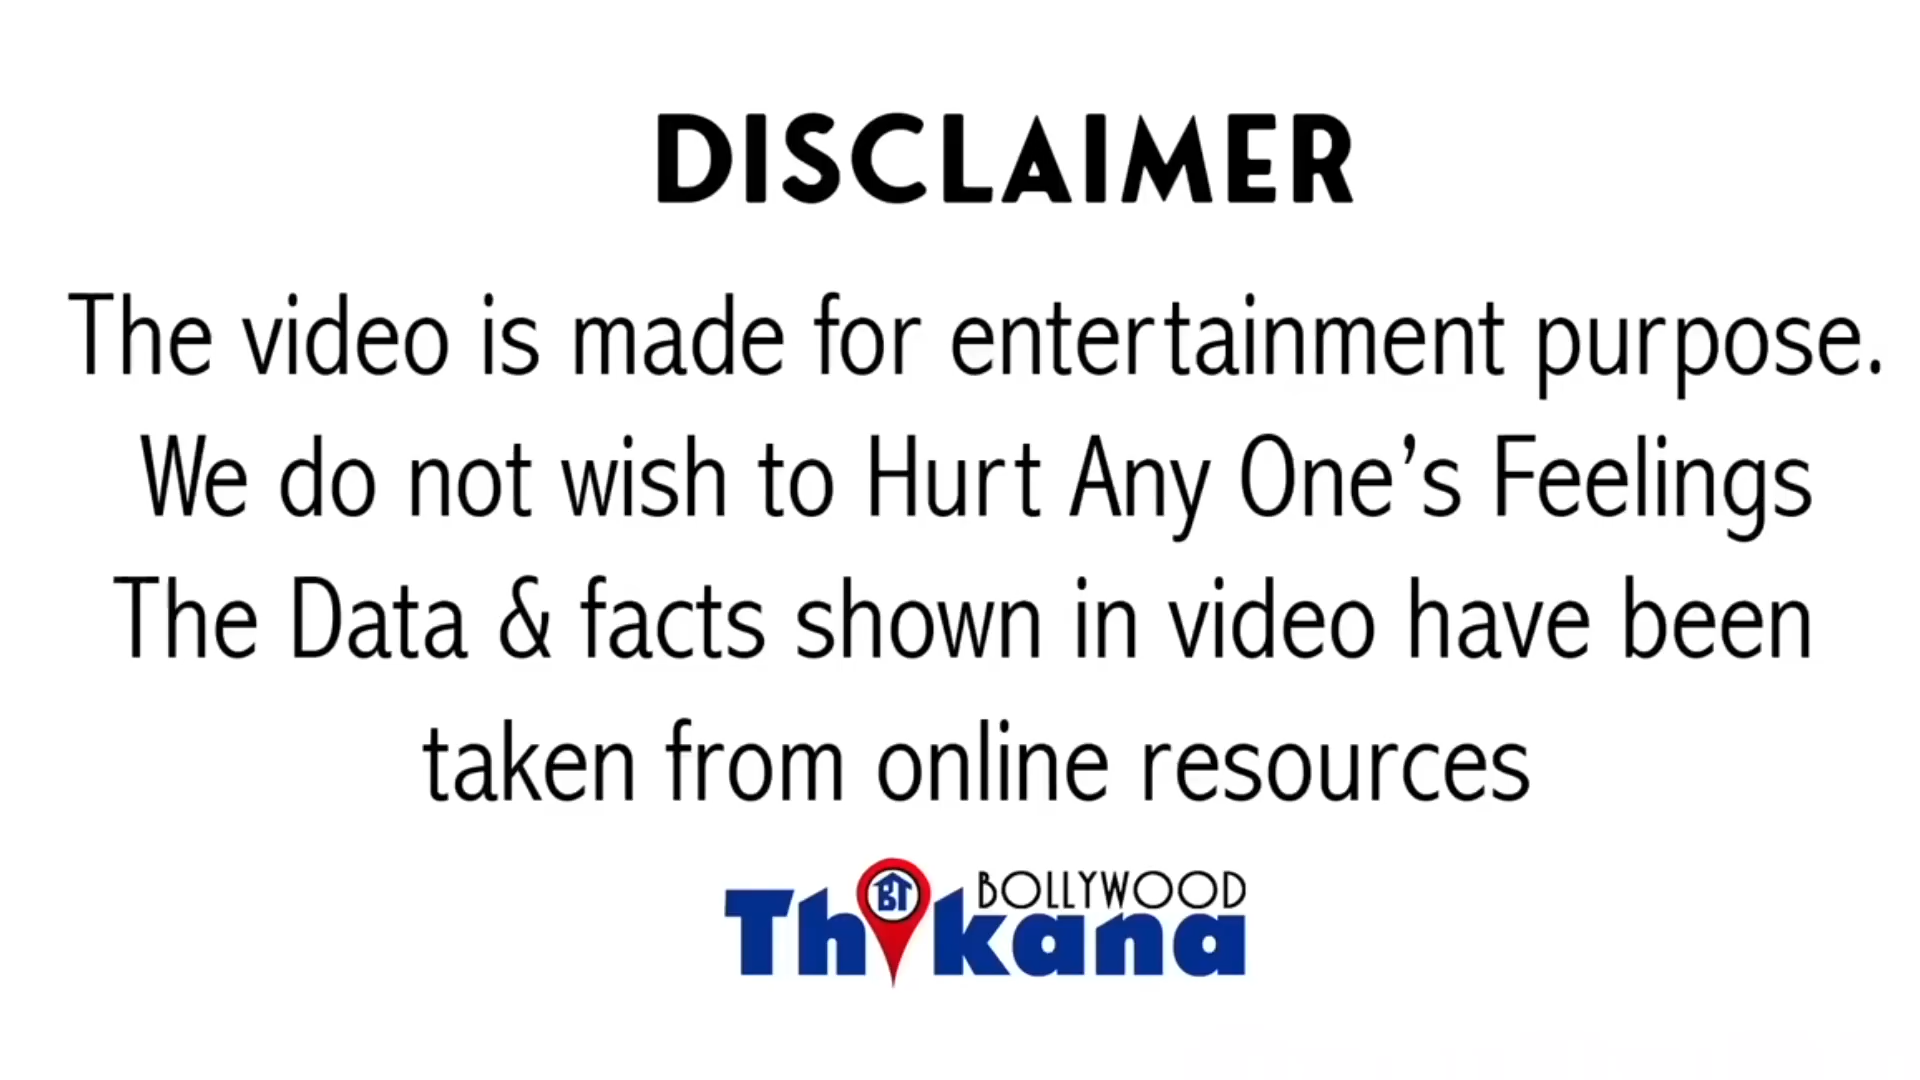 DISCLAIMER
The video is made for entertainment purpose.
We do not wish to Hurt Any One’s Feelings
The Data & facts shown in video have been
taken from online resources
BT
BOLLYWOOD
Thikana